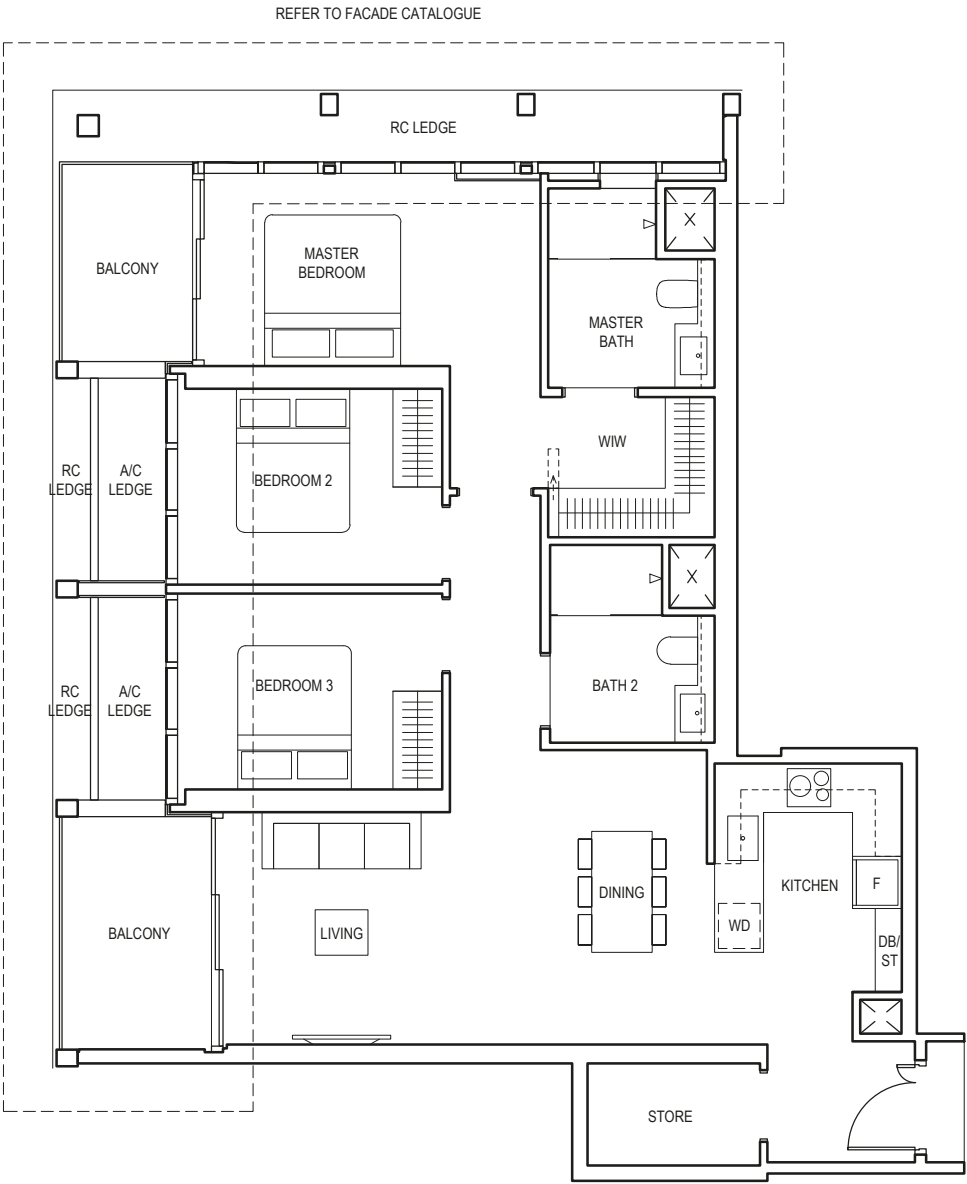 REFER TO FACADE CATALOGUE
RC LEDGE
BALCONY
MASTER
BEDROOM
X
MASTER
BATH
WIW
RC
LEDGE
A/C
LEDGE
BEDROOM 2
X
RC
LEDGE
A/C
LEDGE
BEDROOM 3
BATH 2
BALCONY
LIVING
DINING
KITCHEN
F
WD
DB/
ST
STORE